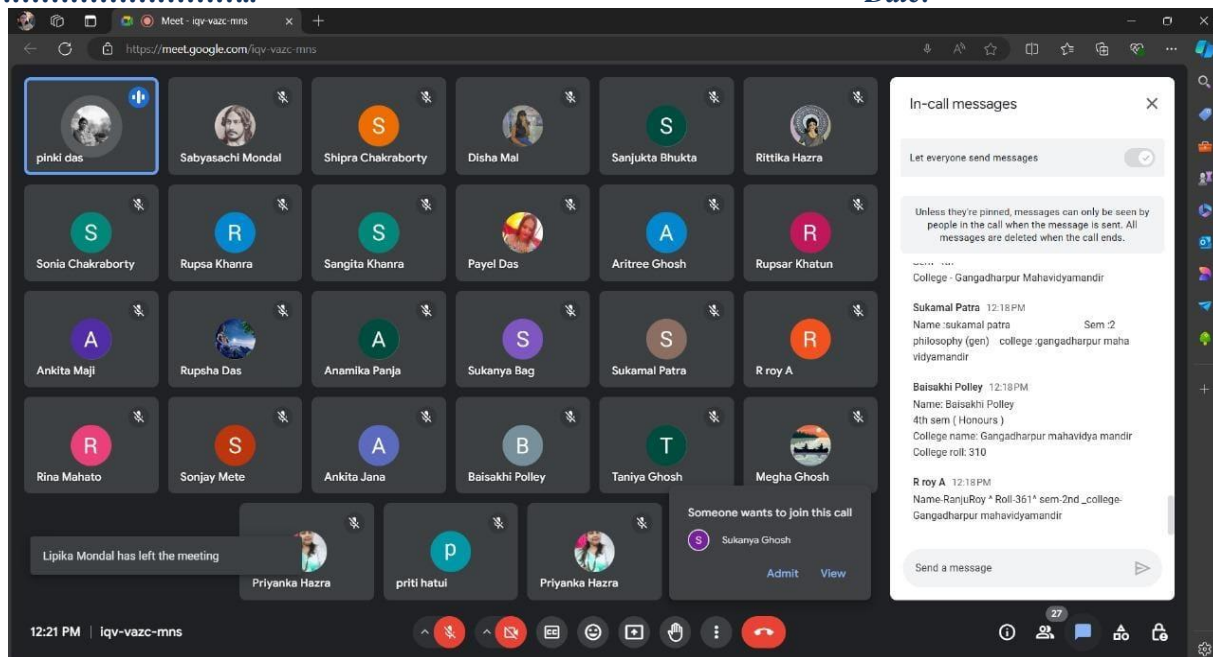 Date:
Meet - iqv-vazc-mns
https://meet.google.com/iqv-vazc-mns
pinki das
S
Sabyasachi Mondal
Shipra Chakraborty
Disha Mal
S
Sanjukta Bhukta
Rittika Hazra
S
Sonia Chakraborty
R
Rupsa Khanra
S
Sangita Khanra
Payel Das
A
Aritree Ghosh
R
Rupsar Khatun
A
Ankita Maji
Rupsha Das
A
Anamika Panja
S
Sukanya Bag
S
Sukamal Patra
R
R roy A
R
Rina Mahato
S
Sonjay Mete
A
Ankita Jana
B
Baisakhi Polley
T
Taniya Ghosh
Megha Ghosh
Lipika Mondal has left the meeting
Priyanka Hazra
p
priti hatui
Priyanka Hazra
Someone wants to join this call
S
Sukanya Ghosh
Admit View
In-call messages
Let everyone send messages
Unless they're pinned, messages can only be seen by
people in the call when the message is sent. All
messages are deleted when the call ends.
College - Gangadharpur Mahavidyamandir
Sukamal Patra 12:18 PM
Name :sukamal patra Sem :2
philosophy (gen) college :gangadharpur maha
vidyamandir
Baisakhi Polley 12:18 PM
Name: Baisakhi Polley
4th sem ( Honours )
College name: Gangadharpur mahavidya mandir
College roll: 310
R roy A 12:18 PM
Name-RanjuRoy ^ Roll-361^ sem-2nd _college-
Gangadharpur mahavidyamandir
Send a message
12:21 PM | iqv-vazc-mns
CC
27